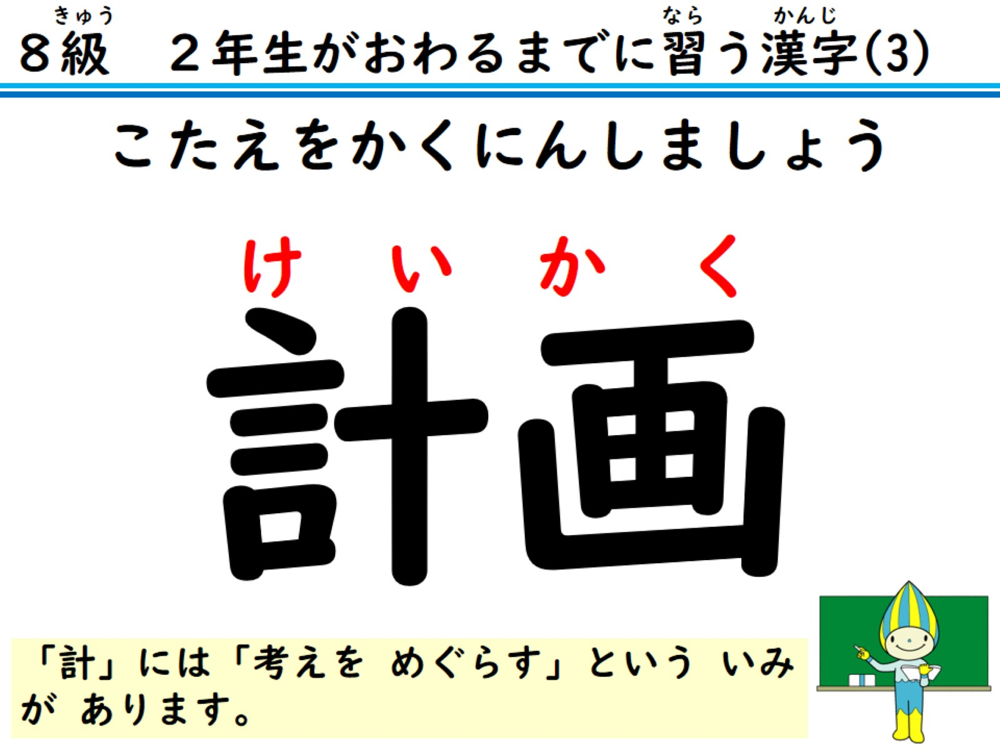 きゅう なら かんじ
8級 2年生がおわるまでに習う漢字(3)
こたえをかくにんしましょう
けいかく
計画
「計」には「考えを めぐらす」という いみ
が あります。